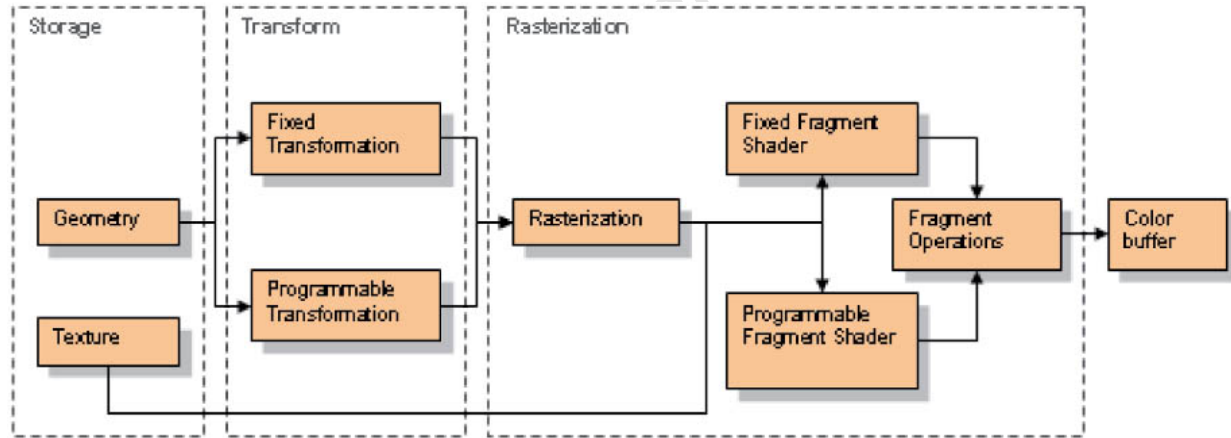 Storage
Transform
Rasterization
Fixed
Transformation
Fixed Fragment
Shader
Geometry
Rasterization
Fragment
Operations
Color
buffer
Programmable
Transformation
Programmable
Fragment Shader
Texture